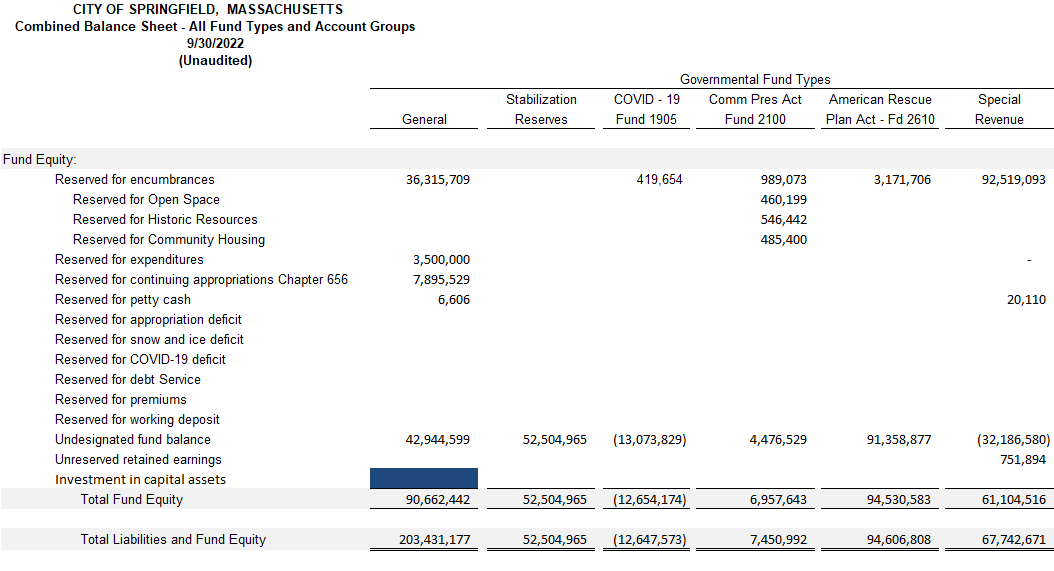 CITY OF SPRINGFIELD, MASSACHUSETTS
Combined Balance Sheet - All Fund Types and Account Groups
9/30/2022
(Unaudited)
Governmental Fund Types
Stabilization COVID - 19 Comm Pres Act American Rescue Special
General Reserves Fund 1905 Fund 2100 Plan Act - Fd 2610 Revenue
Fund Equity:
Reserved for encumbrances 36,315,709 419,654 989,073 3,171,706 92,519,093
Reserved for Open Space 460,199
Reserved for Historic Resources 546,442
Reserved for Community Housing 485,400
Reserved for expenditures 3,500,000 -
Reserved for continuing appropriations Chapter 656 7,895,529
Reserved for petty cash 6,606 20,110
Reserved for appropriation deficit
Reserved for snow and ice deficit
Reserved for COVID-19 deficit
Reserved for debt Service
Reserved for premiums
Reserved for working deposit
Undesignated fund balance 42,944,599 52,504,965 (13,073,829) 4,476,529 91,358,877 (32,186,580)
Unreserved retained earnings 751,894
Investment in capital assets
Total Fund Equity 90,662,442 52,504,965 (12,654,174) 6,957,643 94,530,583 61,104,516
Total Liabilities and Fund Equity 203,431,177 52,504,965 (12,647,573) 7,450,992 94,606,808 67,742,671